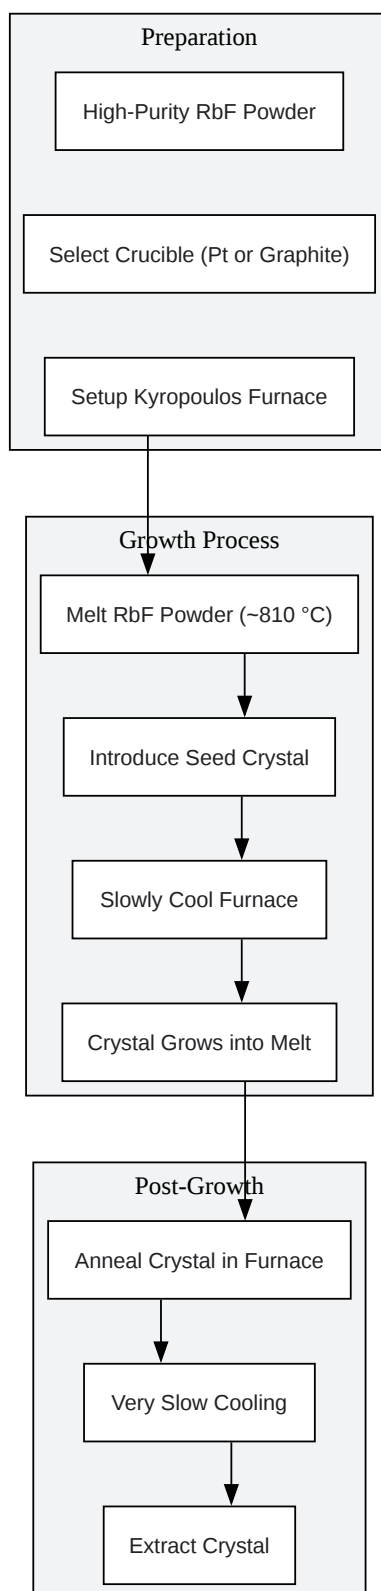 Preparation
High-Purity RbF Powder
Select Crucible (Pt or Graphite)
Setup Kyropoulos Furnace
Growth Process
Melt RbF Powder (~810 °C)
Introduce Seed Crystal
Slowly Cool Furnace
Crystal Grows into Melt
Post-Growth
Anneal Crystal in Furnace
Very Slow Cooling
Extract Crystal